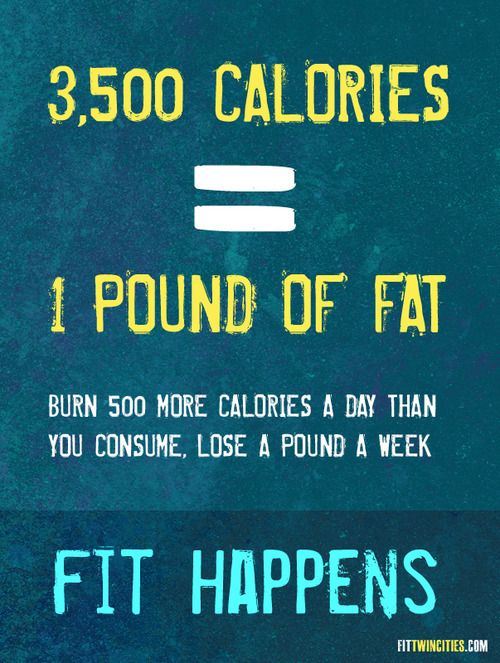 3,500 CALORIES
=
1 POUND OF FAT
BURN 500 MORE CALORIES A DAY THAN
YOU CONSUME, LOSE A POUND A WEEK
FIT HAPPENS
FITTWINCITIES.COM